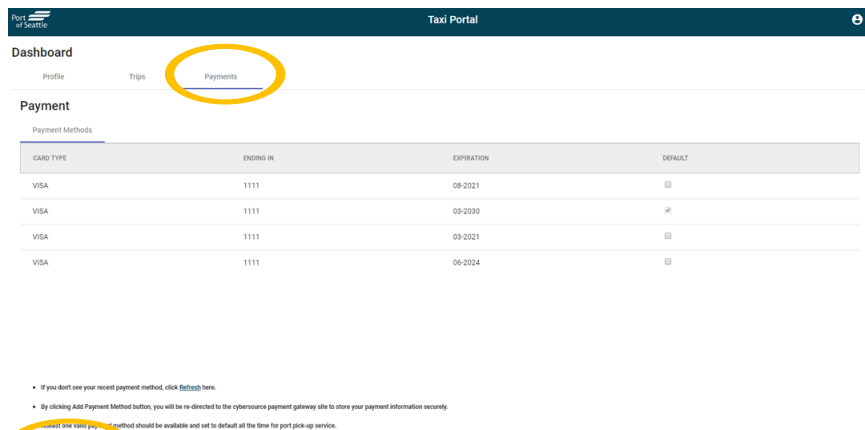 Port of Seattle
Taxi Portal
Dashboard
Profile Trips Payments
Payment
Payment Methods
CARD TYPE ENDING IN EXPIRATION DEFAULT
VISA 1111 08-2021
VISA 1111 03-2030
VISA 1111 03-2021
VISA 1111 06-2024
• If you don't see your recent payment method, click Refresh here.
• By clicking Add Payment Method button, you will be re-directed to the cybersource payment gateway site to store your payment information securely.
one valid payment method should be available and set to default all the time for port pick-up service.